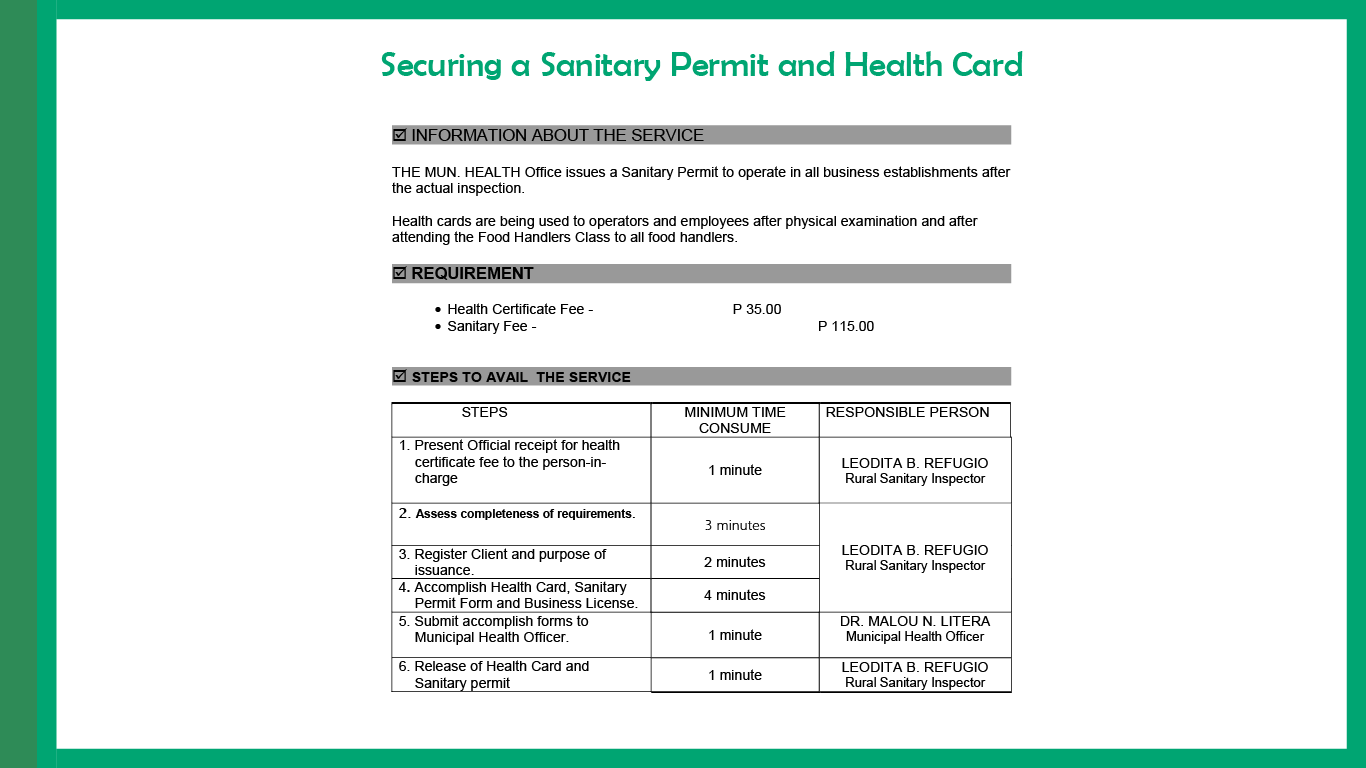 Securing a Sanitary Permit and Health Card
☑ INFORMATION ABOUT THE SERVICE
THE MUN. HEALTH Office issues a Sanitary Permit to operate in all business establishments after
the actual inspection.
Health cards are being used to operators and employees after physical examination and after
attending the Food Handlers Class to all food handlers.
☑ REQUIREMENT
• Health Certificate Fee - P 35.00
• Sanitary Fee - P 115.00
☑ STEPS TO AVAIL THE SERVICE
STEPS
MINIMUM TIME
CONSUME
RESPONSIBLE PERSON
1. Present Official receipt for health
certificate fee to the person-in-
charge
1 minute
LEODITA B. REFUGIO
Rural Sanitary Inspector
2. Assess completeness of requirements.
3 minutes
LEODITA B. REFUGIO
Rural Sanitary Inspector
3. Register Client and purpose of
issuance.
2 minutes
4. Accomplish Health Card, Sanitary
Permit Form and Business License.
4 minutes
5. Submit accomplish forms to
Municipal Health Officer.
1 minute
DR. MALOU N. LITERA
Municipal Health Officer
6. Release of Health Card and
Sanitary permit
1 minute
LEODITA B. REFUGIO
Rural Sanitary Inspector